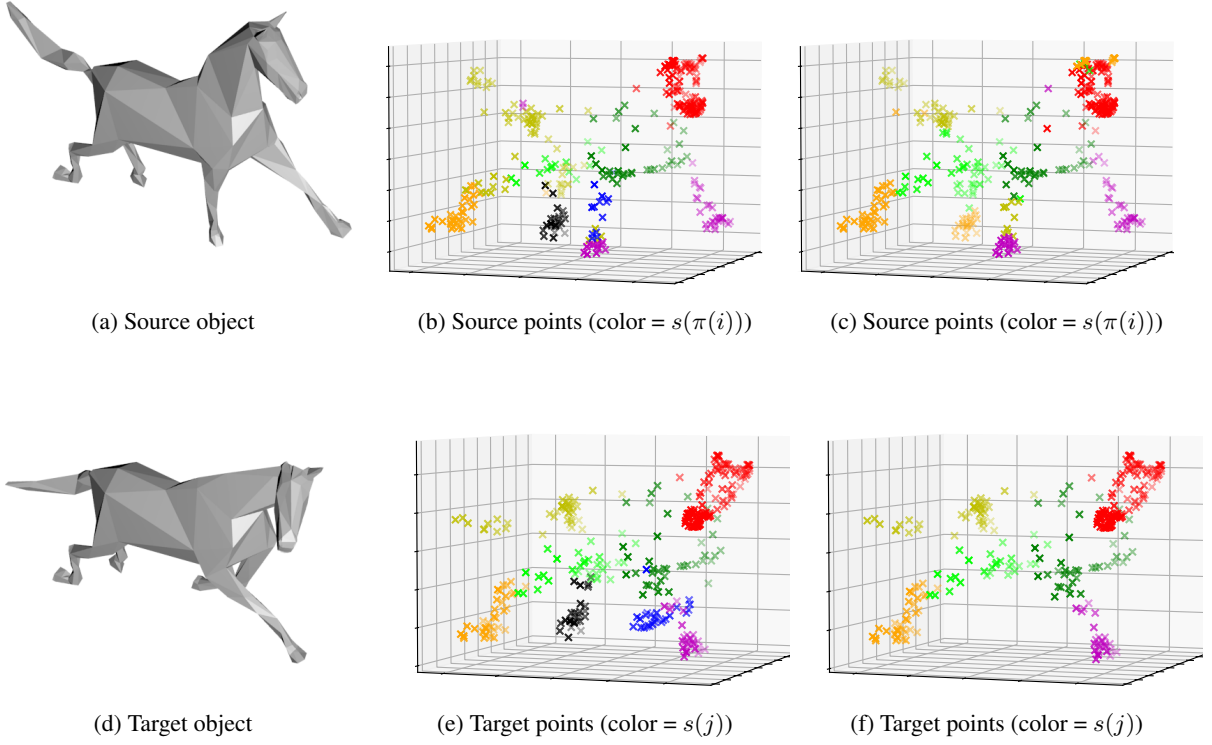 (a) Source object
(b) Source points (color = s(π(i)))
(c) Source points (color = s(π(i)))
(d) Target object
(e) Target points (color = s(j))
(f) Target points (color = s(j))